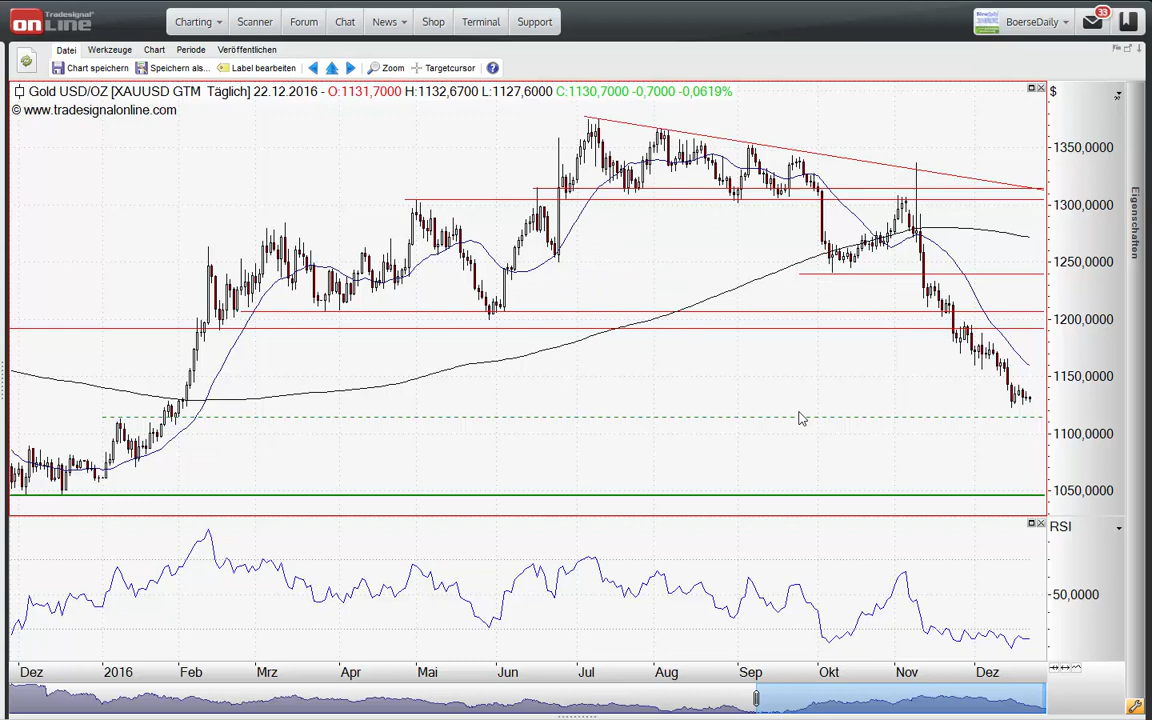 Tradesignal®
onLine
Charting
Scanner
Forum
Chat
News
Shop
Terminal
Support
BoerseDaily
33
Datei
Werkzeuge
Chart
Periode
Veröffentlichen
Chart speichern
Speichern als...
Label bearbeiten
Zoom
Targetcursor
Gold USD/OZ [XAUUSD GTM Täglich] 22.12.2016 - O:1131,7000 H:1132,6700 L:1127,6000 C:1130,7000 -0,7000 -0,0619%
© www.tradesignalonline.com
$
1350,0000
1300,0000
1250,0000
1200,0000
1150,0000
1100,0000
1050,0000
Eigenschaften
RSI
50,0000
Dez
2016
Feb
Mrz
Apr
Mai
Jun
Jul
Aug
Sep
Okt
Nov
Dez